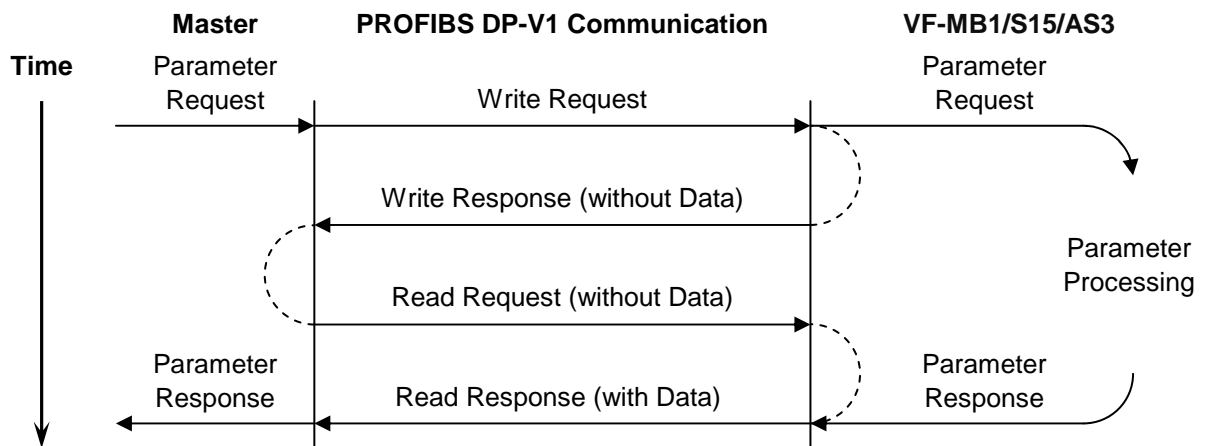 Master
PROFIBS DP-V1 Communication
VF-MB1/S15/AS3
Time
Parameter
Request
Write Request
Parameter
Request
Write Response (without Data)
Parameter
Processing
Read Request (without Data)
Parameter
Response
Read Response (with Data)
Parameter
Response